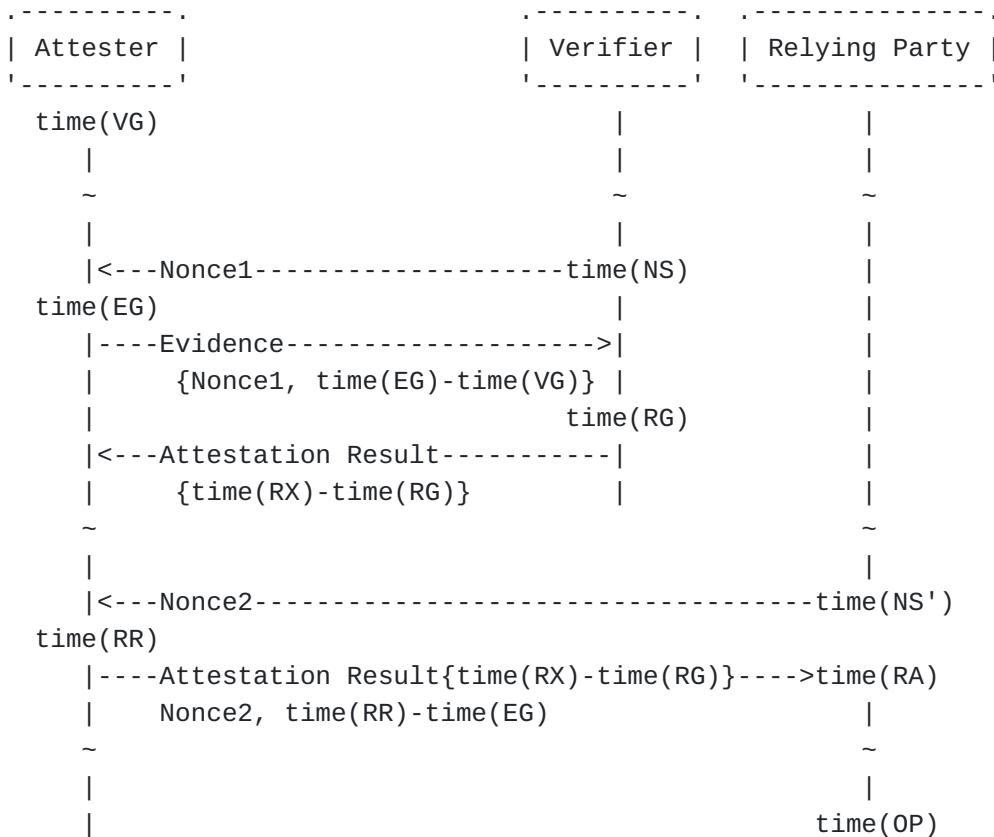 Attester Verifier Relying Party
time(VG)
<---Nonce1--------------------time(NS)
time(EG)
----Evidence-------------------->
{Nonce1, time(EG)-time(VG)}
time(RG)
<---Attestation Result-----------
{time(RX)-time(RG)}
<---Nonce2------------------------------------time(NS')
time(RR)
----Attestation Result{time(RX)-time(RG)}---->time(RA)
Nonce2, time(RR)-time(EG)
time(OP)